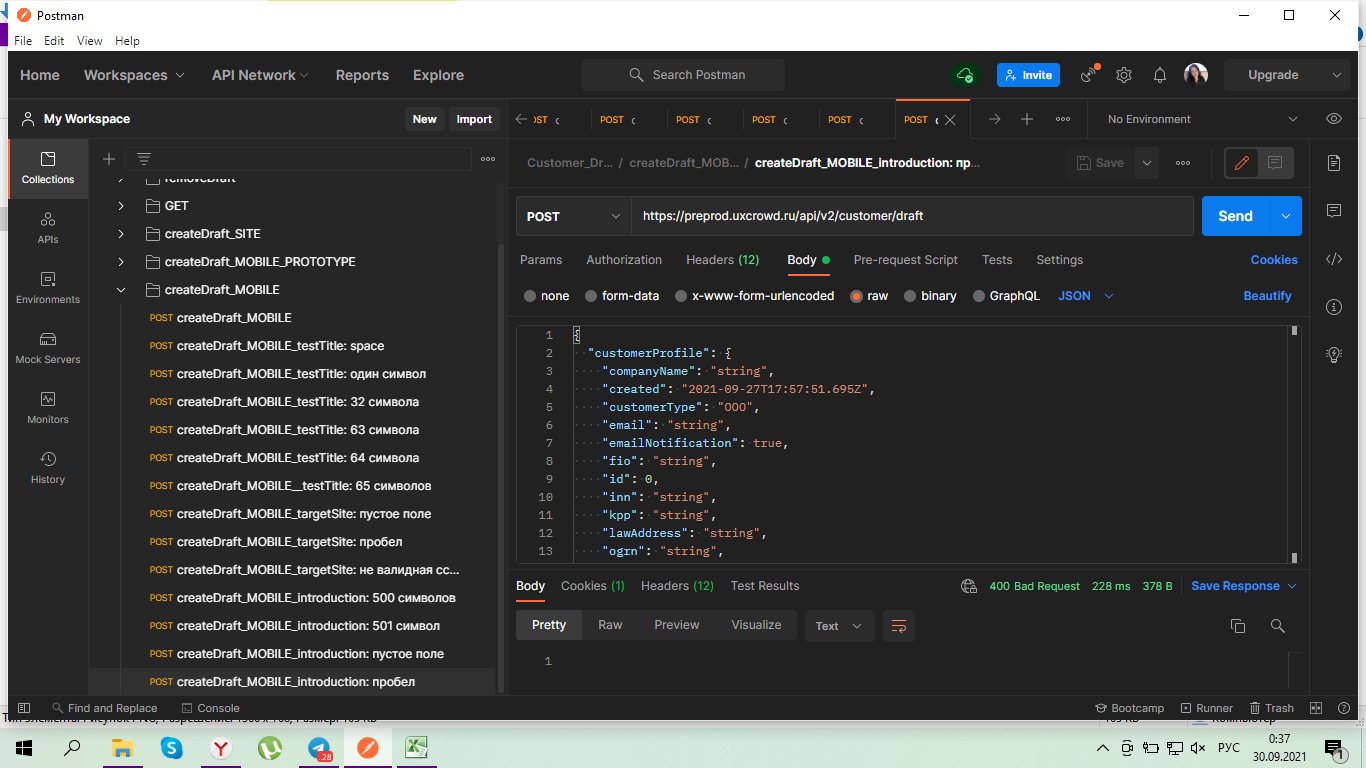 Postman
File Edit View Help
Home Workspaces API Network Reports Explore Search Postman Invite Upgrade
My Workspace New Import
POST POST POST POST POST No Environment
Collections
APIs
Environments
Mock Servers
Monitors
History
GET
createDraft_SITE
createDraft_MOBILE_PROTOTYPE
createDraft_MOBILE
POST createDraft_MOBILE
POST createDraft_MOBILE_testTitle: space
POST createDraft_MOBILE_testTitle: один символ
POST createDraft_MOBILE_testTitle: 32 символа
POST createDraft_MOBILE_testTitle: 63 символа
POST createDraft_MOBILE_testTitle: 64 символа
POST createDraft_MOBILE__testTitle: 65 символов
POST createDraft_MOBILE_targetSite: пустое поле
POST createDraft_MOBILE_targetSite: пробел
POST createDraft_MOBILE_targetSite: не валидная сс...
POST createDraft_MOBILE_introduction: 500 символов
POST createDraft_MOBILE_introduction: 501 символ
POST createDraft_MOBILE_introduction: пустое поле
POST createDraft_MOBILE_introduction: пробел
Customer_Dr... / createDraft_MOB... / createDraft_MOBILE_introduction: пр... Save
POST https://preprod.uxcrowd.ru/api/v2/customer/draft Send
Params Authorization Headers (12) Body Pre-request Script Tests Settings Cookies
none form-data x-www-form-urlencoded raw binary GraphQL JSON Beautify
1 {
2 "customerProfile": {
3 "companyName": "string",
4 "created": "2021-09-27T17:57:51.695Z",
5 "customerType": "OOO",
6 "email": "string",
7 "emailNotification": true,
8 "fio": "string",
9 "id": 0,
10 "inn": "string",
11 "kpp": "string",
12 "lawAddress": "string",
13 "ogrn": "string",
Body Cookies (1) Headers (12) Test Results 400 Bad Request 228 ms 378 B Save Response
Pretty Raw Preview Visualize Text
1
Find and Replace Console Bootcamp Runner Trash
28
РУС
0:37
30.09.2021
1